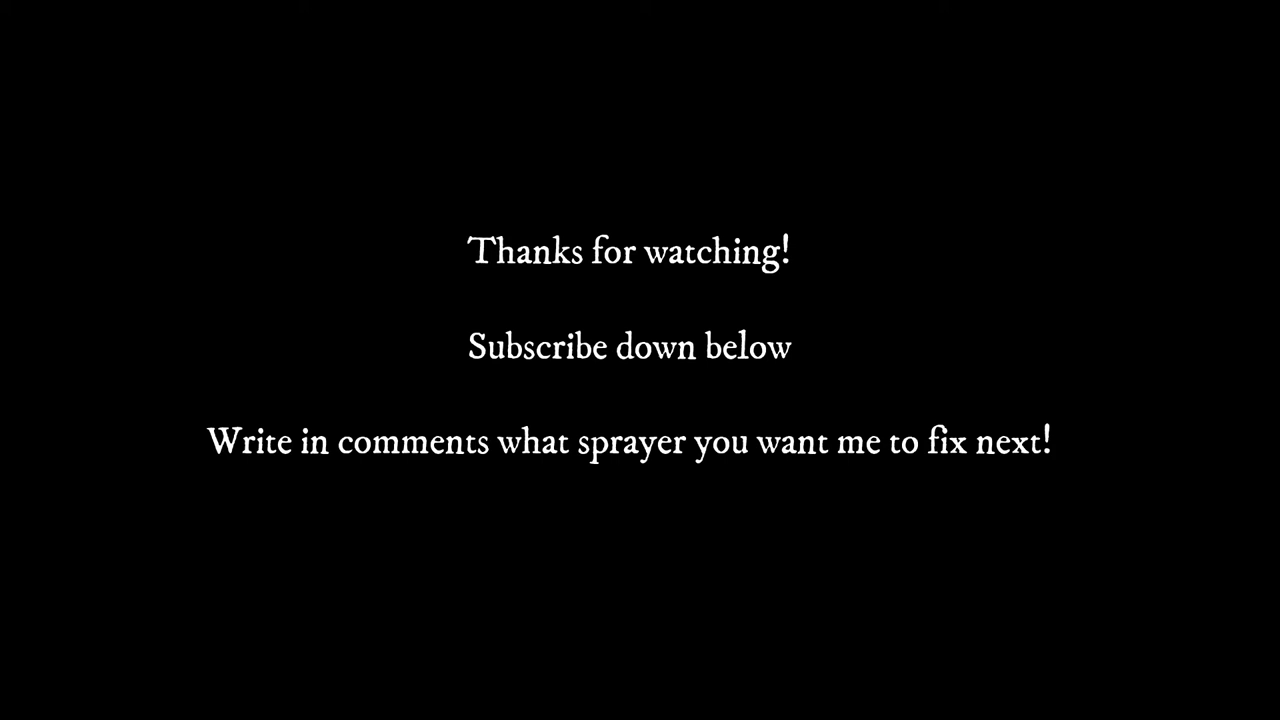 Thanks for watching!
Subscribe down below
Write in comments what sprayer you want me to fix next!